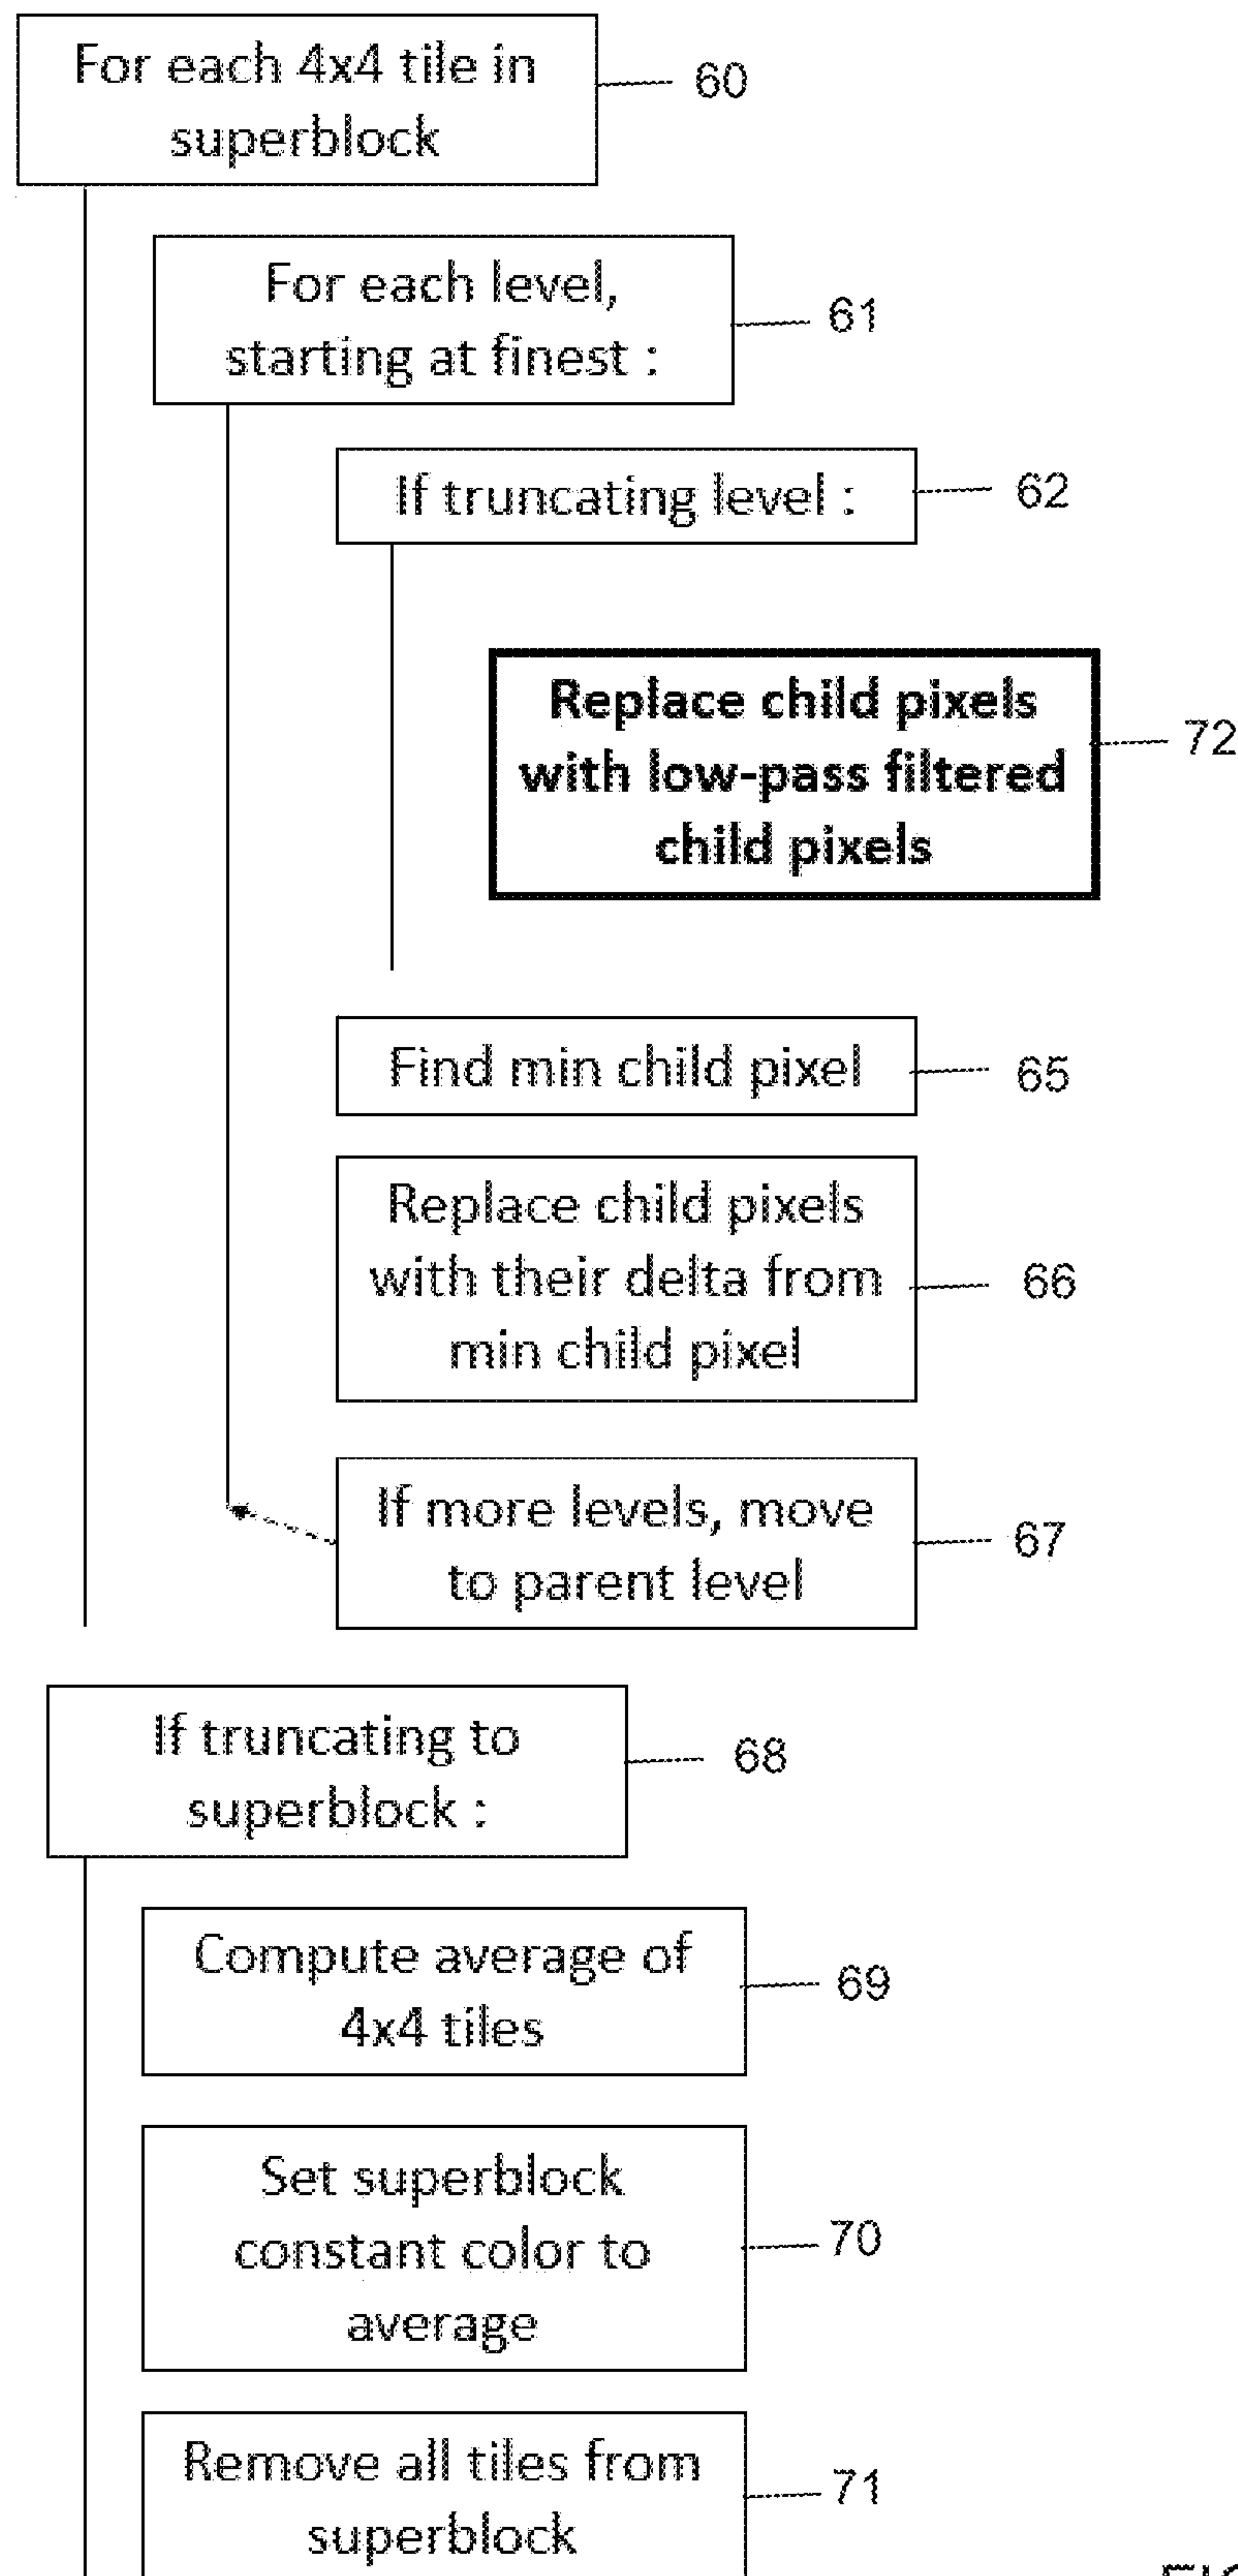 For each 4x4 tile in
superblock
60
For each level,
starting at finest :
61
If truncating level :
62
Replace child pixels
with low-pass filtered
child pixels
72
Find min child pixel
65
Replace child pixels
with their delta from
min child pixel
66
If more levels, move
to parent level
67
If truncating to
superblock :
68
Compute average of
4x4 tiles
69
Set superblock
constant color to
average
70
Remove all tiles from
superblock
71